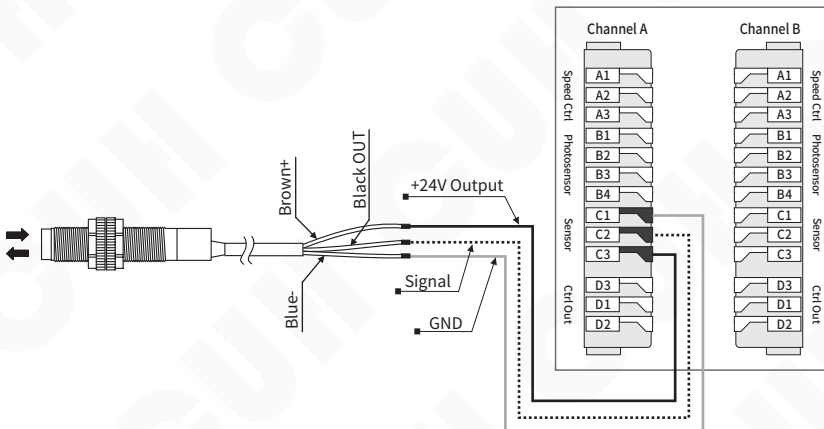 Channel A
Channel B
Speed Ctrl
A1
A2
A3
Photosensor
B1
B2
B3
B4
Sensor
C1
C2
C3
Ctrl Out
D3
D1
D2
A1
A2
A3
Speed Ctrl
B1
B2
B3
B4
Photosensor
C1
C2
C3
Sensor
D3
D1
D2
Ctrl Out
Brown+
Black OUT
+24V Output
Blue-
Signal
GND
CUH CUH